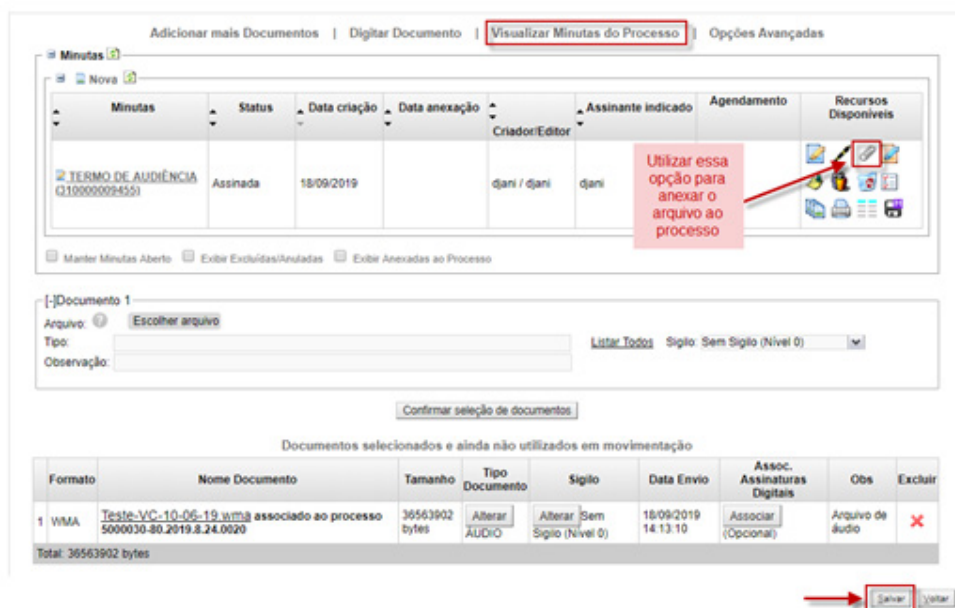 Adicionar mais Documentos | Digitar Documento | Visualizar Minutas do Processo | Opções Avançadas
Minutas
Nova
Minutas Status Data criação Data anexação Criador/Editor Assinante indicado Agendamento Recursos Disponíveis
TERMO DE AUDIÊNCIA
(310000009455)
Assinada 18/09/2019 djani / djani djani
Utilizar essa
opção para
anexar o
arquivo ao
processo
Manter Minutas Aberto Exibir Excluídas/Anuladas Exibir Anexadas ao Processo
[-]Documento 1
Arquivo: ? Escolher arquivo
Tipo: Listar Todos Sigilo: Sem Sigilo (Nível 0)
Observação:
Confirmar seleção de documentos
Documentos selecionados e ainda não utilizados em movimentação
Formato Nome Documento Tamanho Tipo Documento Sigilo Data Envio Assoc. Assinaturas Digitais Obs Excluir
1 WMA Teste-VC-10-06-19.wma associado ao processo 5000030-80.2019.8.24.0020 36563902 bytes Alterar AUDIO Alterar Sem Sigilo (Nível 0) 18/09/2019 14:13:10 Associar (Opcional) Arquivo de áudio
Total: 36563902 bytes
Salvar Voltar